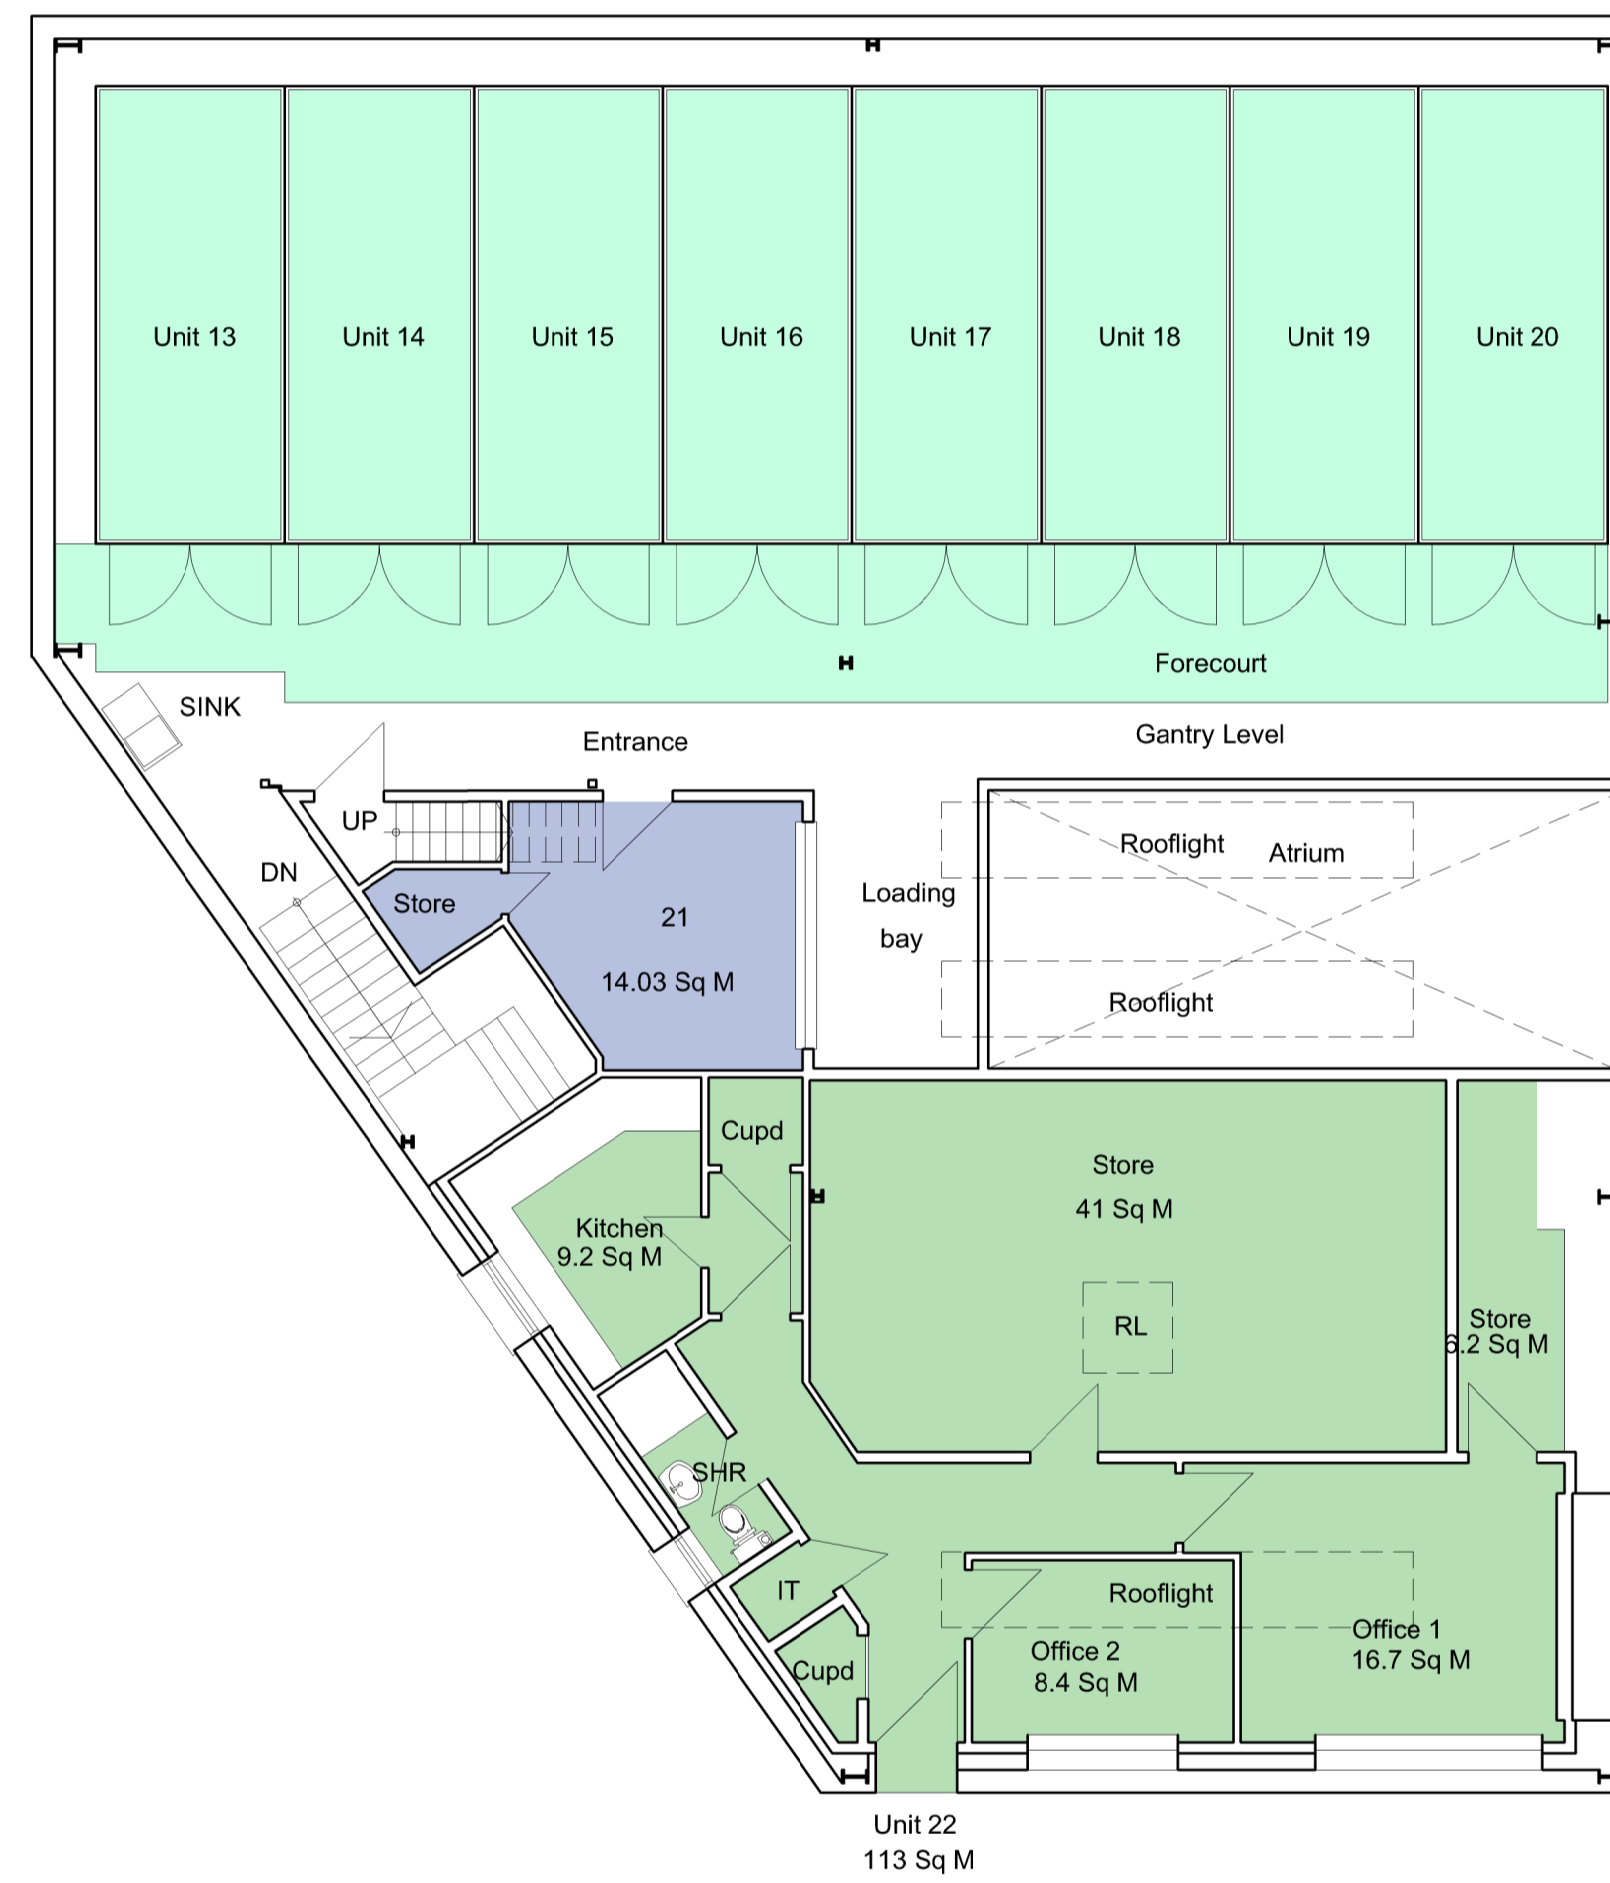 Unit 13
Unit 14
Unit 15
Unit 16
Unit 17
Unit 18
Unit 19
Unit 20
Forecourt
SINK
Entrance
Gantry Level
UP
DN
Store
21
14.03 Sq M
Loading
bay
Rooflight
Atrium
Rooflight
Cupd
Kitchen
9.2 Sq M
Store
41 Sq M
RL
Store
6.2 Sq M
SHR
IT
Cupd
Rooflight
Office 2
8.4 Sq M
Office 1
16.7 Sq M
Unit 22
113 Sq M